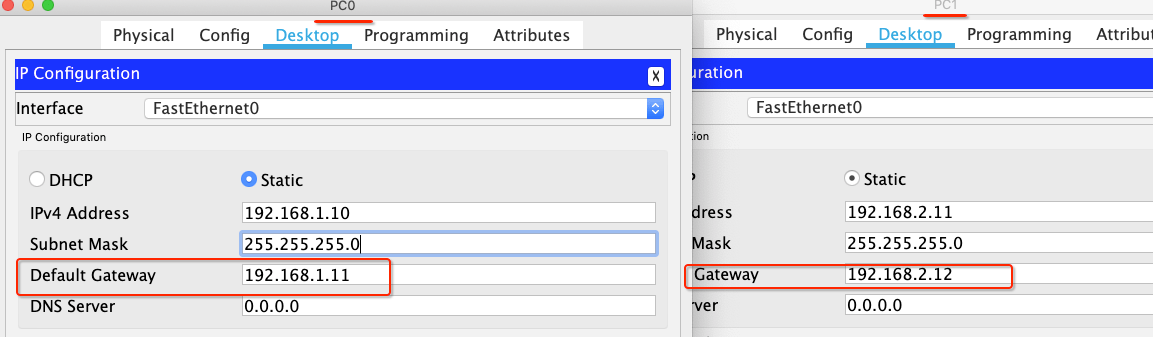 PC0
Physical Config Desktop Programming Attributes
IP Configuration X
Interface FastEthernet0
IP Configuration
DHCP Static
IPv4 Address 192.168.1.10
Subnet Mask 255.255.255.0
Default Gateway 192.168.1.11
DNS Server 0.0.0.0
PC1
Physical Config Desktop Programming Attribut
uration
FastEthernet0
tion
P Static
dress 192.168.2.11
Mask 255.255.255.0
Gateway 192.168.2.12
rver 0.0.0.0